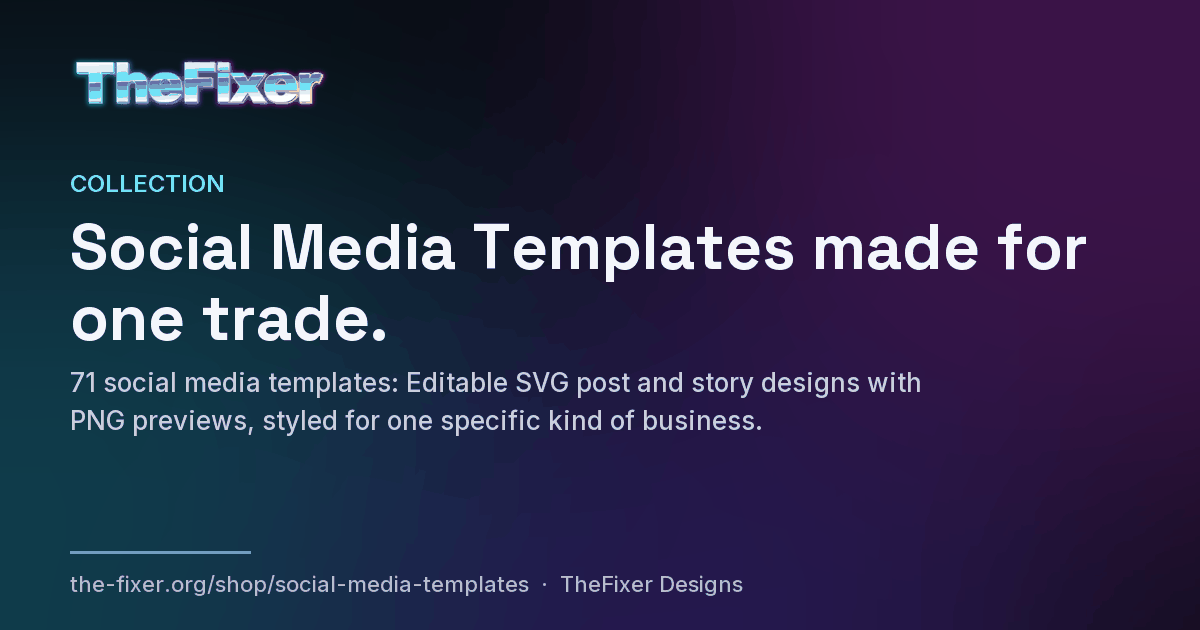 TheFixer
COLLECTION
Social Media Templates made for
one trade.
71 social media templates: Editable SVG post and story designs with
PNG previews, styled for one specific kind of business.
the-fixer.org/shop/social-media-templates · TheFixer Designs